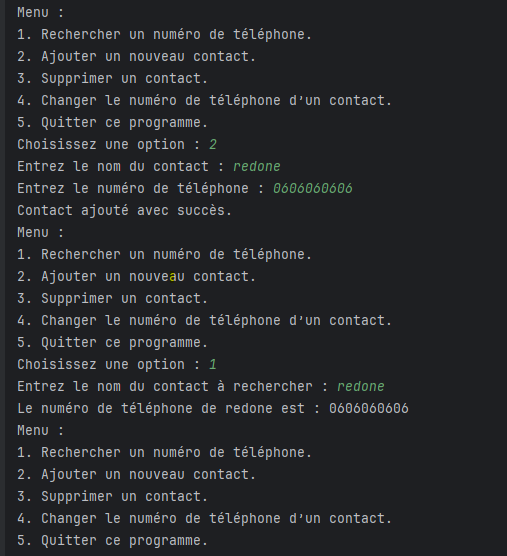 Menu :
1. Rechercher un numéro de téléphone.
2. Ajouter un nouveau contact.
3. Supprimer un contact.
4. Changer le numéro de téléphone d'un contact.
5. Quitter ce programme.
Choisissez une option : 2
Entrez le nom du contact : redone
Entrez le numéro de téléphone : 0606060606
Contact ajouté avec succès.
Menu :
1. Rechercher un numéro de téléphone.
2. Ajouter un nouveau contact.
3. Supprimer un contact.
4. Changer le numéro de téléphone d'un contact.
5. Quitter ce programme.
Choisissez une option : 1
Entrez le nom du contact à rechercher : redone
Le numéro de téléphone de redone est : 0606060606
Menu :
1. Rechercher un numéro de téléphone.
2. Ajouter un nouveau contact.
3. Supprimer un contact.
4. Changer le numéro de téléphone d'un contact.
5. Quitter ce programme.